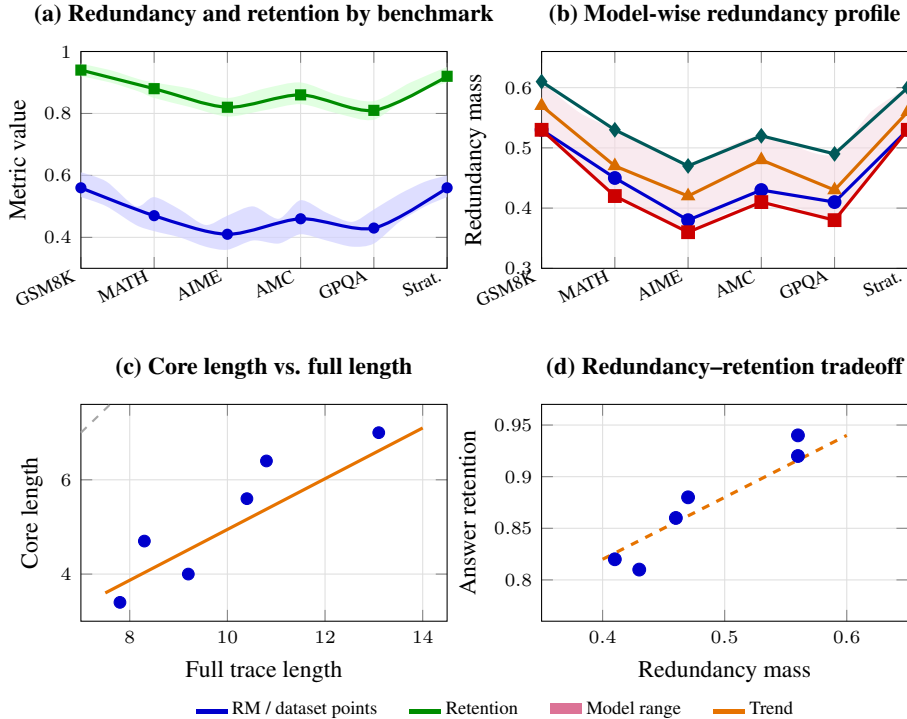 (a) Redundancy and retention by benchmark
1
0.8
0.6
0.4
Metric value
GSM8K
MATH
AIME
AMC
GPQA
Strat.
(b) Model-wise redundancy profile
0.6
0.5
0.4
0.3
Redundancy mass
GSM8K
MATH
AIME
AMC
GPQA
Strat.
(c) Core length vs. full length
6
4
Core length
8
10
12
14
Full trace length
(d) Redundancy–retention tradeoff
0.95
0.9
0.85
0.8
Answer retention
0.4
0.5
0.6
Redundancy mass
RM / dataset points
Retention
Model range
Trend